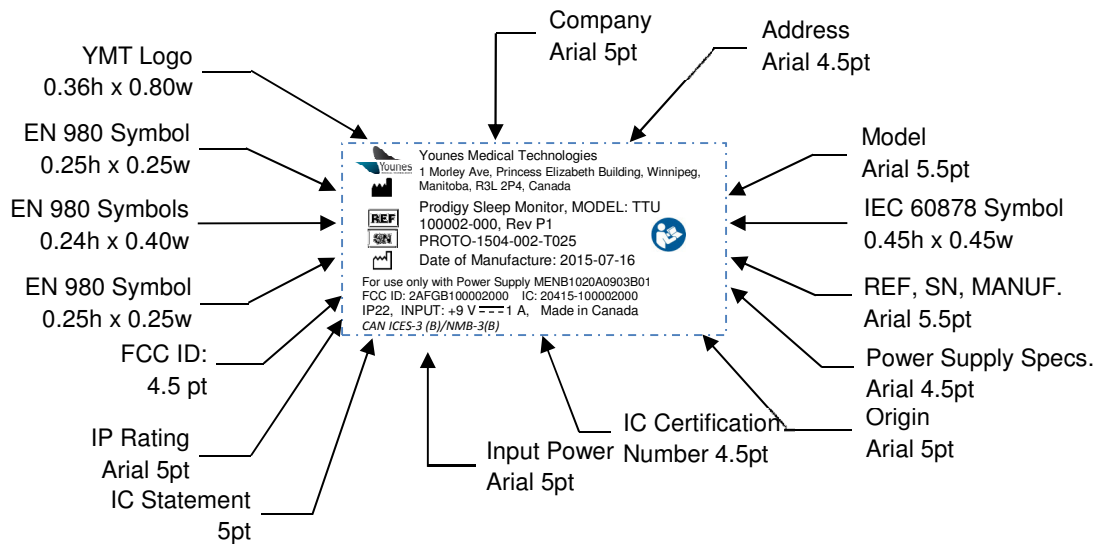 Company
Arial 5pt
Address
Arial 4.5pt
YMT Logo
0.36h x 0.80w
EN 980 Symbol
0.25h x 0.25w
EN 980 Symbols
0.24h x 0.40w
EN 980 Symbol
0.25h x 0.25w
FCC ID:
4.5 pt
IP Rating
Arial 5pt
IC Statement
5pt
Younes
Younes Medical Technologies
1 Morley Ave, Princess Elizabeth Building, Winnipeg,
Manitoba, R3L 2P4, Canada
Prodigy Sleep Monitor, MODEL: TTU
REF
100002-000, Rev P1
SN
PROTO-1504-002-T025
Date of Manufacture: 2015-07-16
For use only with Power Supply MENB1020A0903B01
FCC ID: 2AFGB100002000 IC: 20415-100002000
IP22, INPUT: +9 V 1 A, Made in Canada
CAN ICES-3 (B)/NMB-3(B)
Model
Arial 5.5pt
IEC 60878 Symbol
0.45h x 0.45w
REF, SN, MANUF.
Arial 5.5pt
Power Supply Specs.
Arial 4.5pt
Origin
Arial 5pt
IC Certification
Number 4.5pt
Input Power
Arial 5pt